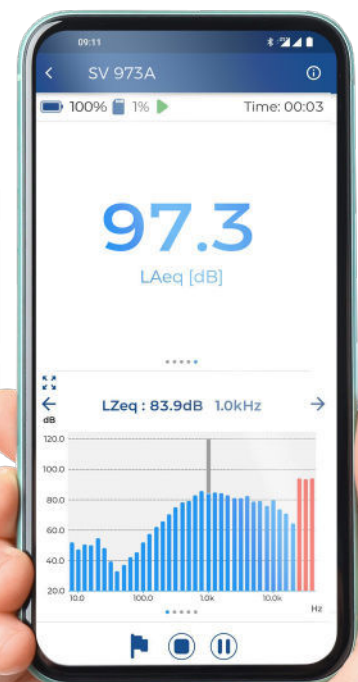 09:11
SV 973A
100% 1% Time: 00:03
97.3
LAeq [dB]
LZeq : 83.9dB 1.0kHz
dB
120.0
100.0
80.0
60.0
40.0
20.0
10.0 100.0 1.0k 10.0k
Hz